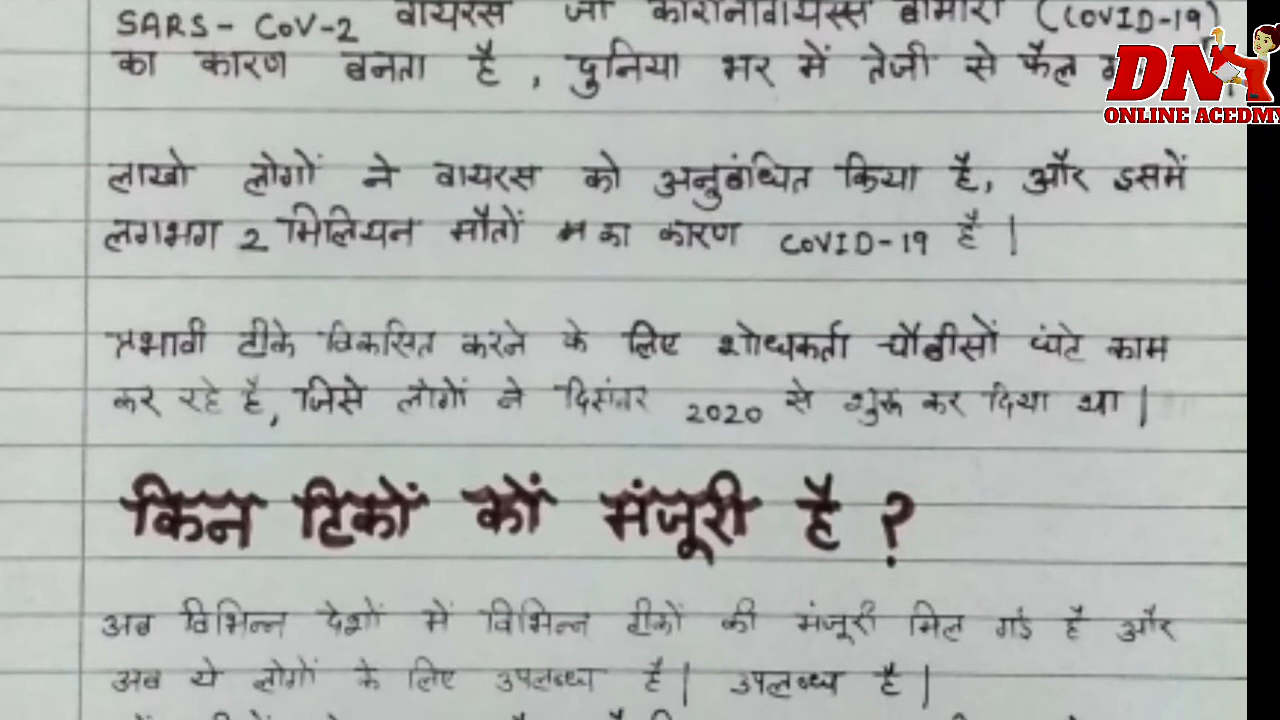 SARS-CoV-2 वायरस जो कोरोनावायरस बीमारी (COVID-19)
का कारण बनता है, दुनिया भर में तेजी से फैल
DN
ONLINE ACEDMY
लाखो लोगों ने वायरस को अनुबंधित किया है, और इसमें
लगभग 2 मिलियन मौतों का कारण COVID-19 है |
प्रभावी टीके विकसित करने के लिए शोधकर्ता चौबीसों घंटे काम
कर रहे है, जिसे लोगों ने दिसंबर 2020 से शुरू कर दिया था |
किन टिकों कों मंजूरी है ?
अब विभिन्न देशों में विभिन्न टीकों की मंजूरी मिल गई है और
अब ये लोगों के लिए उपलब्ध है | उपलब्ध है |